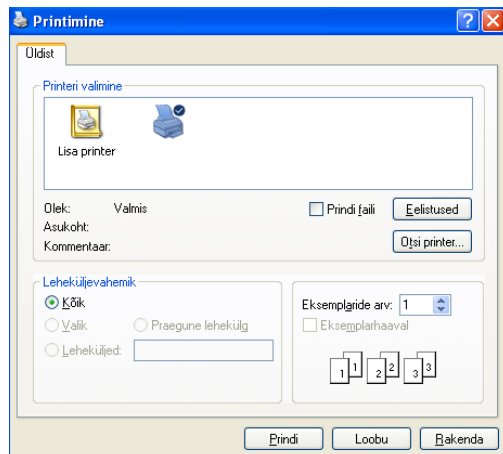 Printimine
Üldist
Printeri valimine
Lisa printer
Olek: Valmis
Prindi faili
Eelistused
Asukoht:
Kommentaar:
Otsi printer...
Leheküljevahemik
Kõik
Valik
Praegune lehekülg
Leheküljed:
Eksemplaride arv: 1
Eksemplarhaaval
1 1 2 2 3 3
Prindi Loobu Rakenda